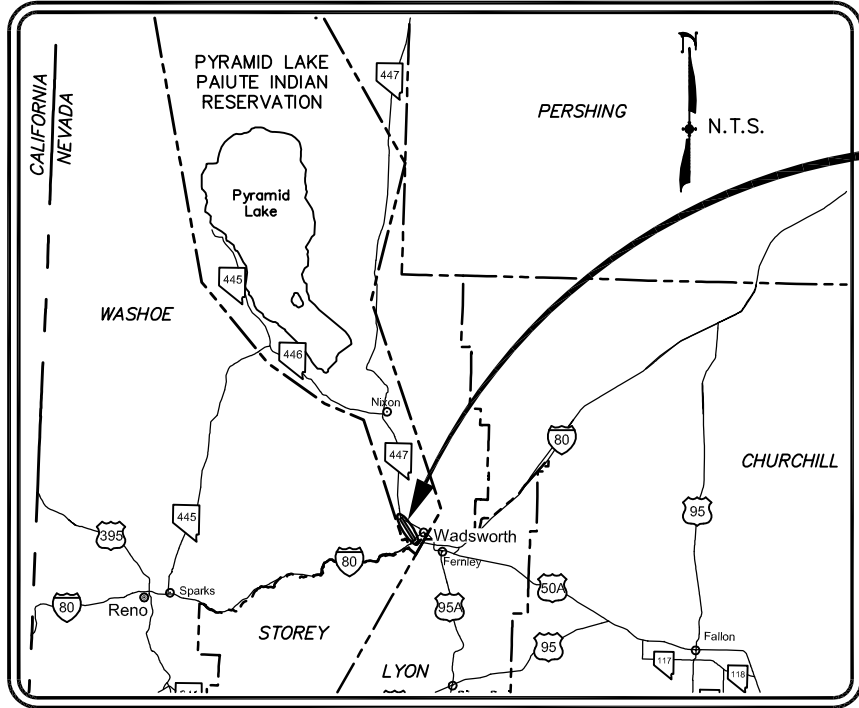 PYRAMID LAKE
PAIUTE INDIAN
RESERVATION
447
N
N.T.S.
PERSHING
CALIFORNIA
NEVADA
Pyramid
Lake
445
WASHOE
446
Nixon
447
80
CHURCHILL
95
445
395
Wadsworth
80
Fernley
50A
80
Sparks
Reno
95A
STOREY
95
Fallon
LYON
117
118